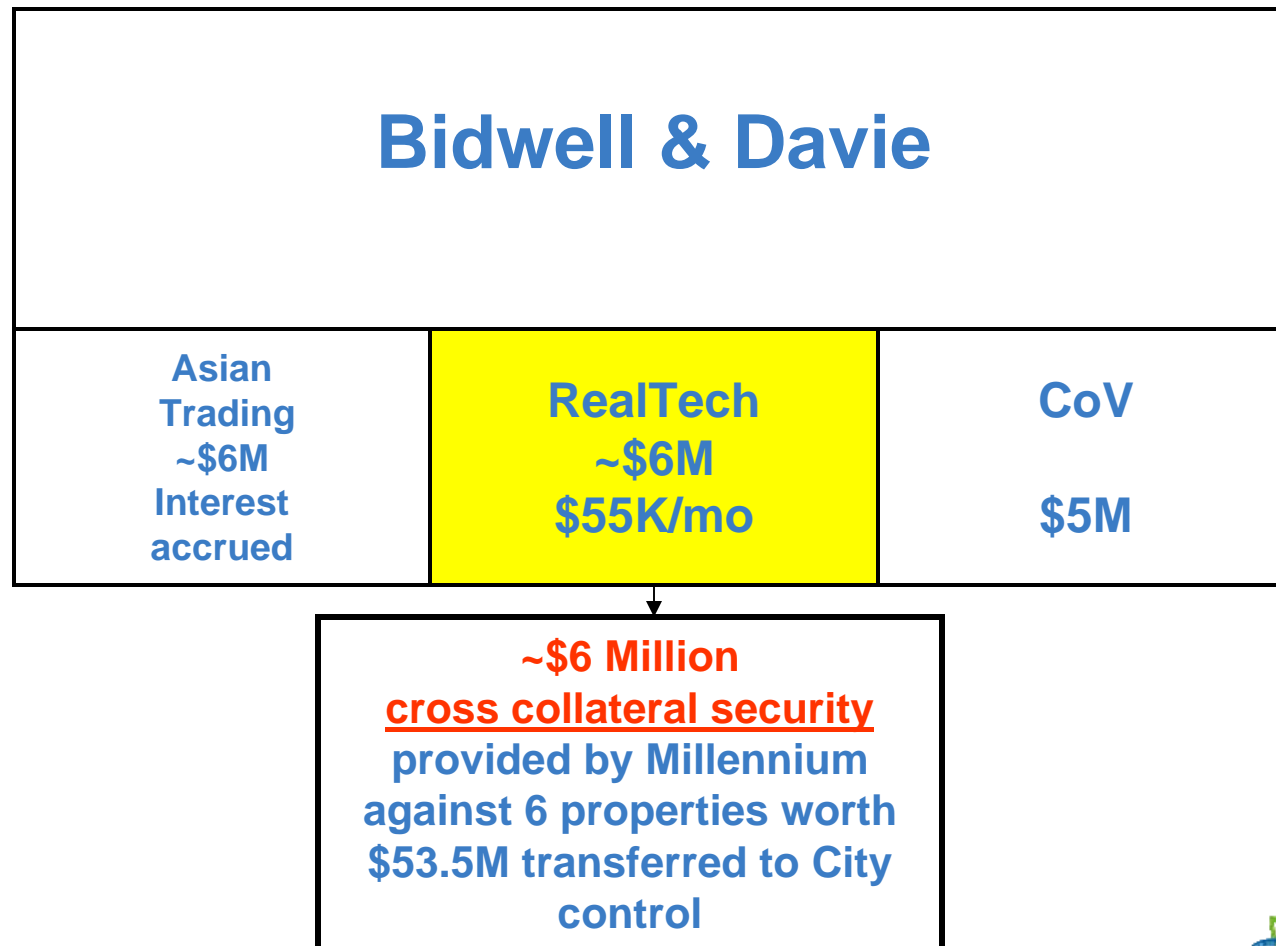 Bidwell & Davie
Asian
Trading
~$6M
Interest
accrued
RealTech
~$6M
$55K/mo
CoV
$5M
~$6 Million
cross collateral security
provided by Millennium
against 6 properties worth
$53.5M transferred to City
control